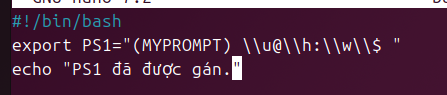 #!/bin/bash
export PS1="(MYPROMPT) \\u@\\h:\\w\\$ "
echo "PS1 đã được gán."